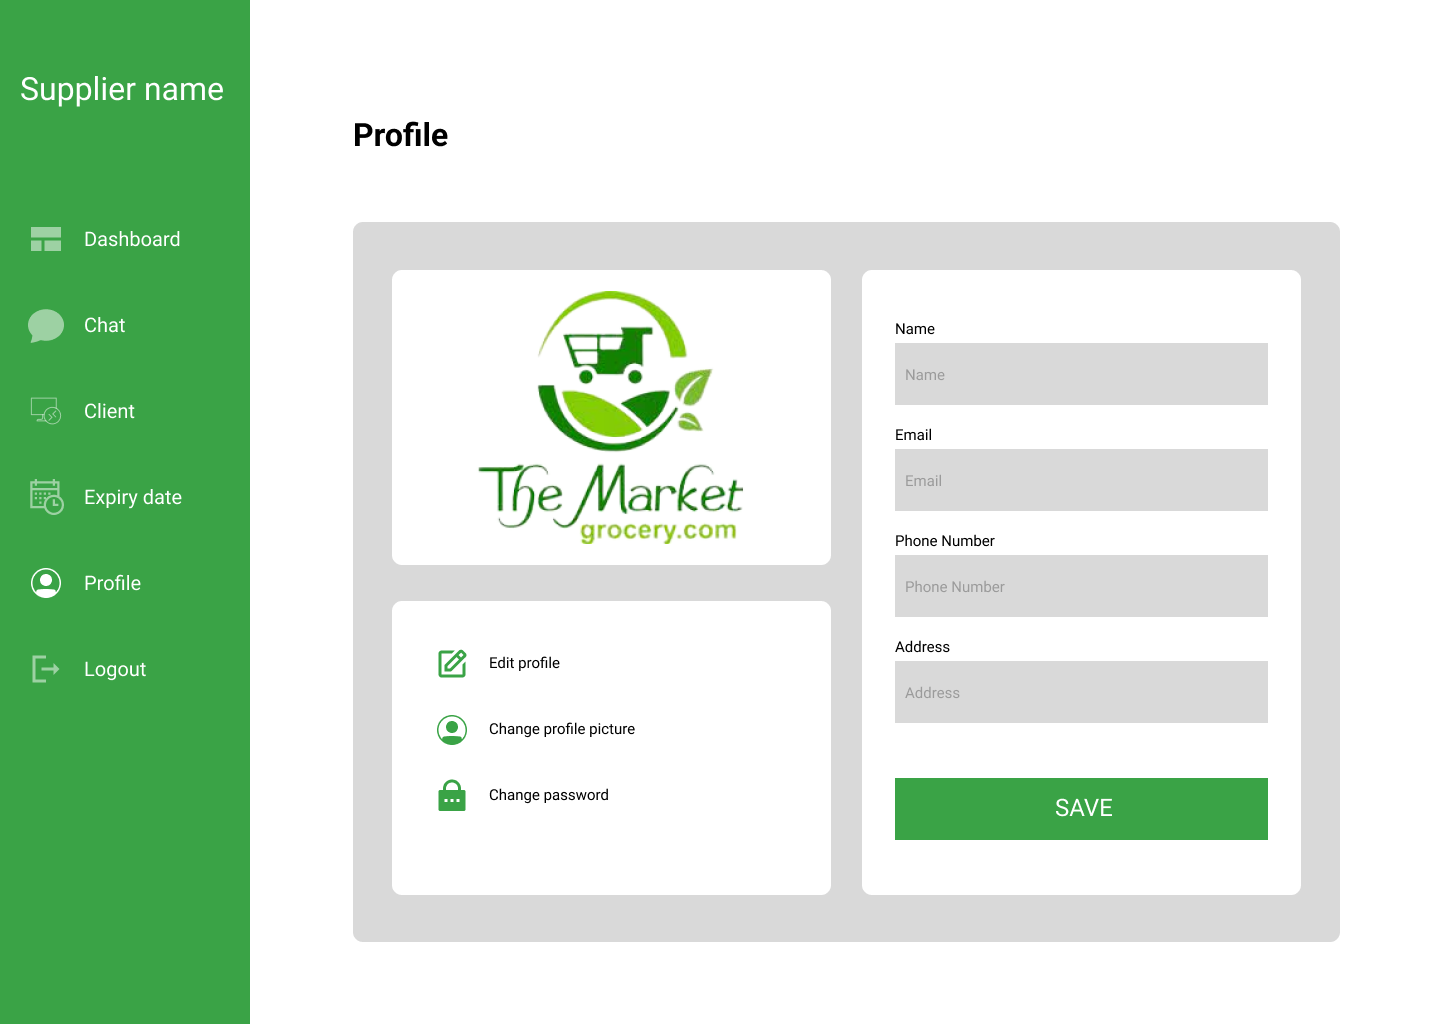 Supplier name
Dashboard
Chat
Client
Expiry date
Profile
Logout
Profile
The Market
grocery.com
Edit profile
Change profile picture
Change password
Name
Name
Email
Email
Phone Number
Phone Number
Address
Address
SAVE